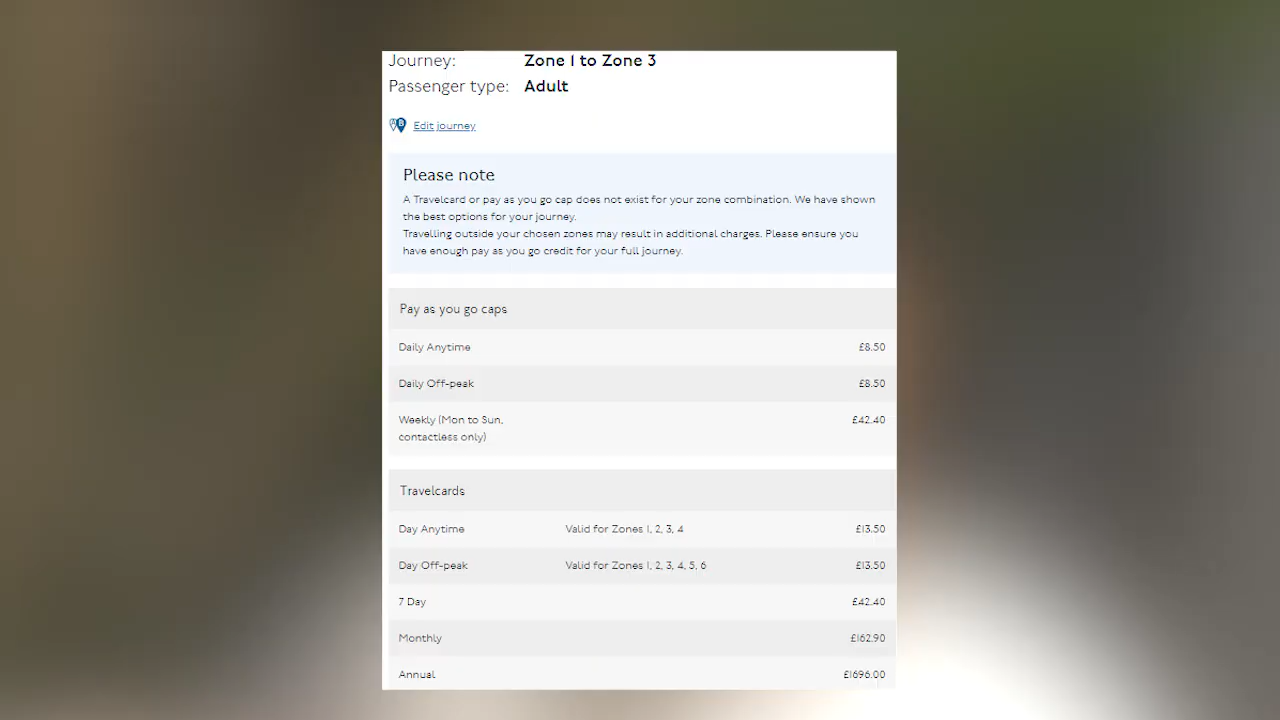 Journey: Zone 1 to Zone 3
Passenger type: Adult
Edit journey
Please note
A Travelcard or pay as you go cap does not exist for your zone combination. We have shown
the best options for your journey.
Travelling outside your chosen zones may result in additional charges. Please ensure you
have enough pay as you go credit for your full journey.
Pay as you go caps
Daily Anytime £8.50
Daily Off-peak £8.50
Weekly (Mon to Sun, £42.40
contactless only)
Travelcards
Day Anytime Valid for Zones 1, 2, 3, 4 £13.50
Day Off-peak Valid for Zones 1, 2, 3, 4, 5, 6 £13.50
7 Day £42.40
Monthly £162.90
Annual £1696.00